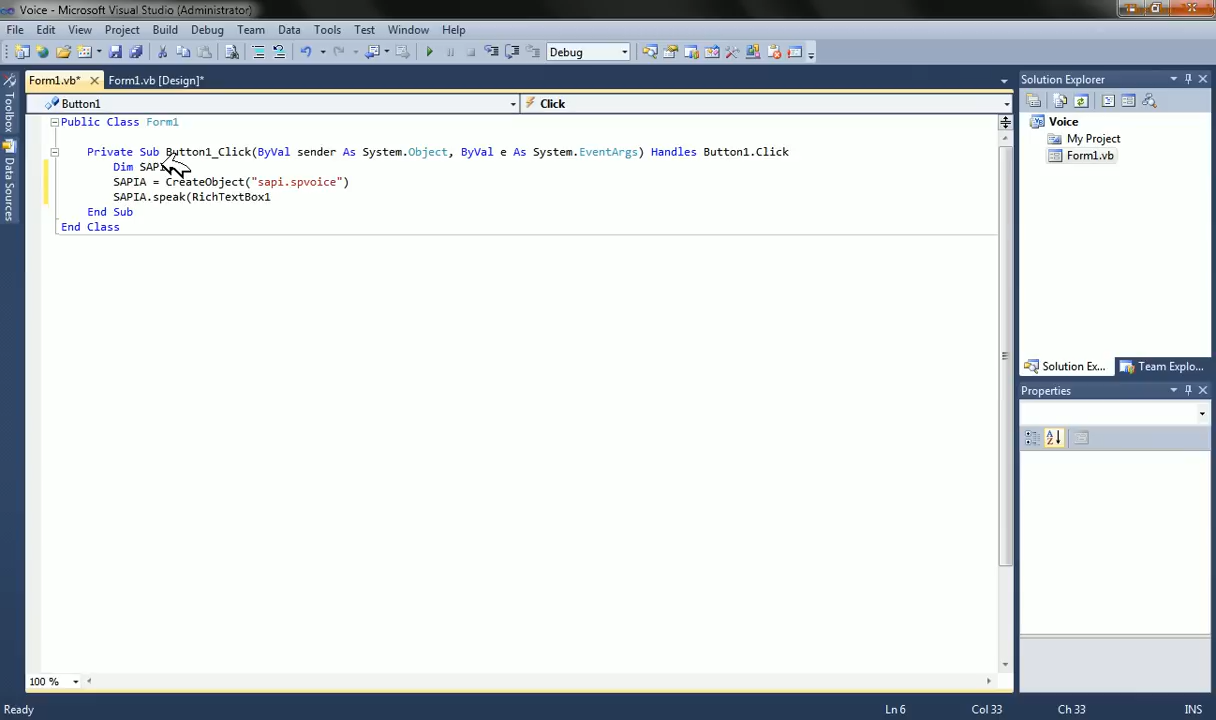 Voice - Microsoft Visual Studio (Administrator)
File Edit View Project Build Debug Team Data Tools Test Window Help
Debug
Form1.vb* Form1.vb [Design]*
Button1 Click
Public Class Form1
Private Sub Button1_Click(ByVal sender As System.Object, ByVal e As System.EventArgs) Handles Button1.Click
Dim
SAPIA = CreateObject("sapi.spvoice")
SAPIA.speak(RichTextBox1
End Sub
End Class
100 %
Ready Ln 6 Col 33 Ch 33 INS
Toolbox
Data Sources
Solution Explorer
Voice
My Project
Form1.vb
Solution Ex... Team Explo...
Properties